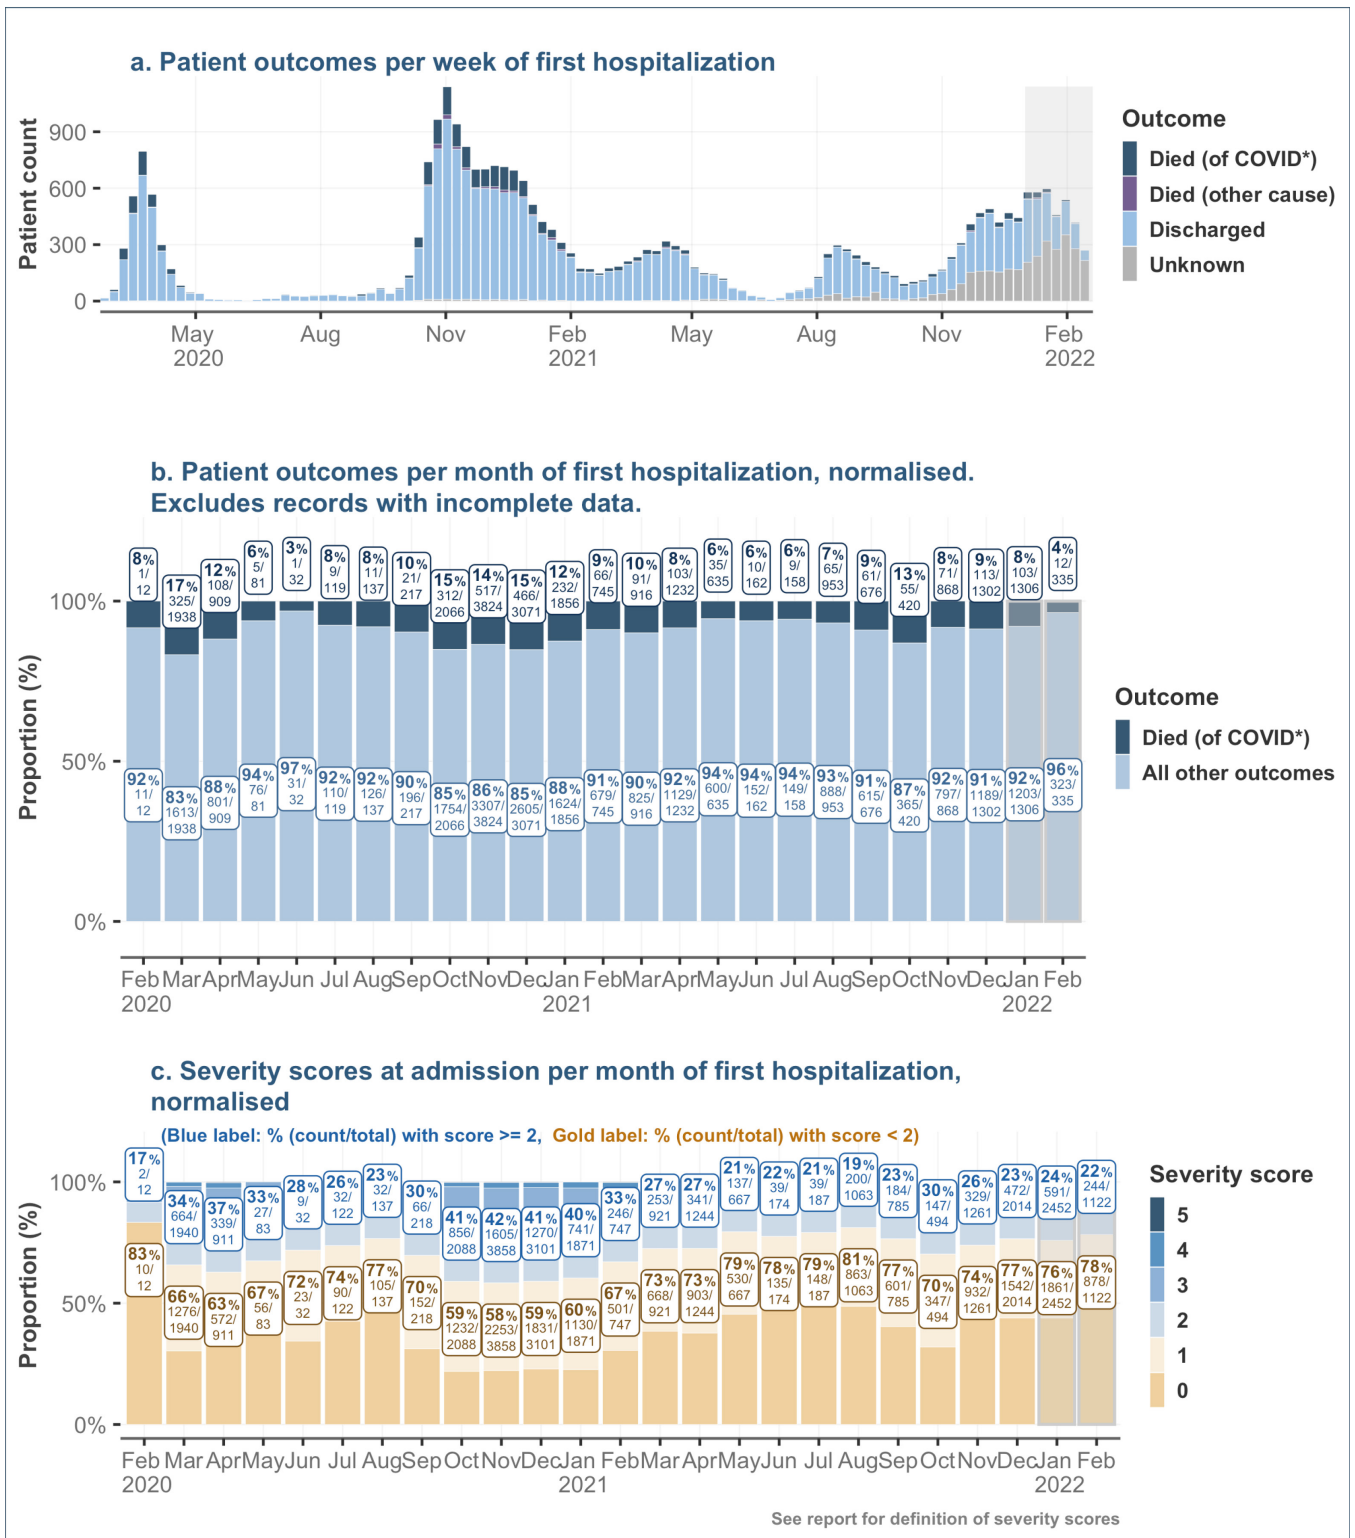 a. Patient outcomes per week of first hospitalization
Patient count
900
600
300
0
May
2020
Aug
Nov
Feb
2021
May
Aug
Nov
Feb
2022
Outcome
Died (of COVID*)
Died (other cause)
Discharged
Unknown
b. Patient outcomes per month of first hospitalization, normalised.
Excludes records with incomplete data.
Proportion (%)
100%
50%
0%
8% 1/ 12
17% 325/ 1938
12% 108/ 909
6% 5/ 81
3% 1/ 32
8% 9/ 119
8% 11/ 137
10% 21/ 217
15% 312/ 2066
14% 517/ 3824
15% 466/ 3071
12% 232/ 1856
9% 66/ 745
10% 91/ 916
8% 103/ 1232
6% 35/ 635
6% 10/ 162
6% 9/ 158
7% 65/ 953
9% 61/ 676
13% 55/ 420
8% 71/ 868
9% 113/ 1302
8% 103/ 1306
4% 12/ 335
92% 11/ 12
83% 1613/ 1938
88% 801/ 909
94% 76/ 81
97% 31/ 32
92% 110/ 119
92% 126/ 137
90% 196/ 217
85% 1754/ 2066
86% 3307/ 3824
85% 2605/ 3071
88% 1624/ 1856
91% 679/ 745
90% 825/ 916
92% 1129/ 1232
94% 600/ 635
94% 152/ 162
94% 149/ 158
93% 888/ 953
91% 615/ 676
87% 365/ 420
92% 797/ 868
91% 1189/ 1302
92% 1203/ 1306
96% 323/ 335
Feb Mar Apr May Jun Jul Aug Sep Oct Nov Dec Jan Feb Mar Apr May Jun Jul Aug Sep Oct Nov Dec Jan Feb
2020 2021 2022
Outcome
Died (of COVID*)
All other outcomes
c. Severity scores at admission per month of first hospitalization,
normalised
(Blue label: % (count/total) with score >= 2, Gold label: % (count/total) with score < 2)
Proportion (%)
100%
50%
0%
17% 2/ 12
34% 664/ 1940
37% 339/ 911
33% 27/ 83
28% 9/ 32
26% 32/ 122
23% 32/ 137
30% 66/ 218
41% 856/ 2088
42% 1605/ 3858
41% 1270/ 3101
40% 741/ 1871
33% 246/ 747
27% 253/ 921
27% 341/ 1244
21% 137/ 667
22% 39/ 174
21% 39/ 187
19% 200/ 1063
23% 184/ 785
30% 147/ 494
26% 329/ 1261
23% 472/ 2014
24% 591/ 2452
22% 244/ 1122
83% 10/ 12
66% 1276/ 1940
63% 572/ 911
67% 56/ 83
72% 23/ 32
74% 90/ 122
77% 105/ 137
70% 152/ 218
59% 1232/ 2088
58% 2253/ 3858
59% 1831/ 3101
60% 1130/ 1871
67% 501/ 747
73% 668/ 921
73% 903/ 1244
79% 530/ 667
78% 135/ 174
79% 148/ 187
81% 863/ 1063
77% 601/ 785
70% 347/ 494
74% 932/ 1261
77% 1542/ 2014
76% 1861/ 2452
78% 878/ 1122
Feb Mar Apr May Jun Jul Aug Sep Oct Nov Dec Jan Feb Mar Apr May Jun Jul Aug Sep Oct Nov Dec Jan Feb
2020 2021 2022
Severity score
5
4
3
2
1
0
See report for definition of severity scores